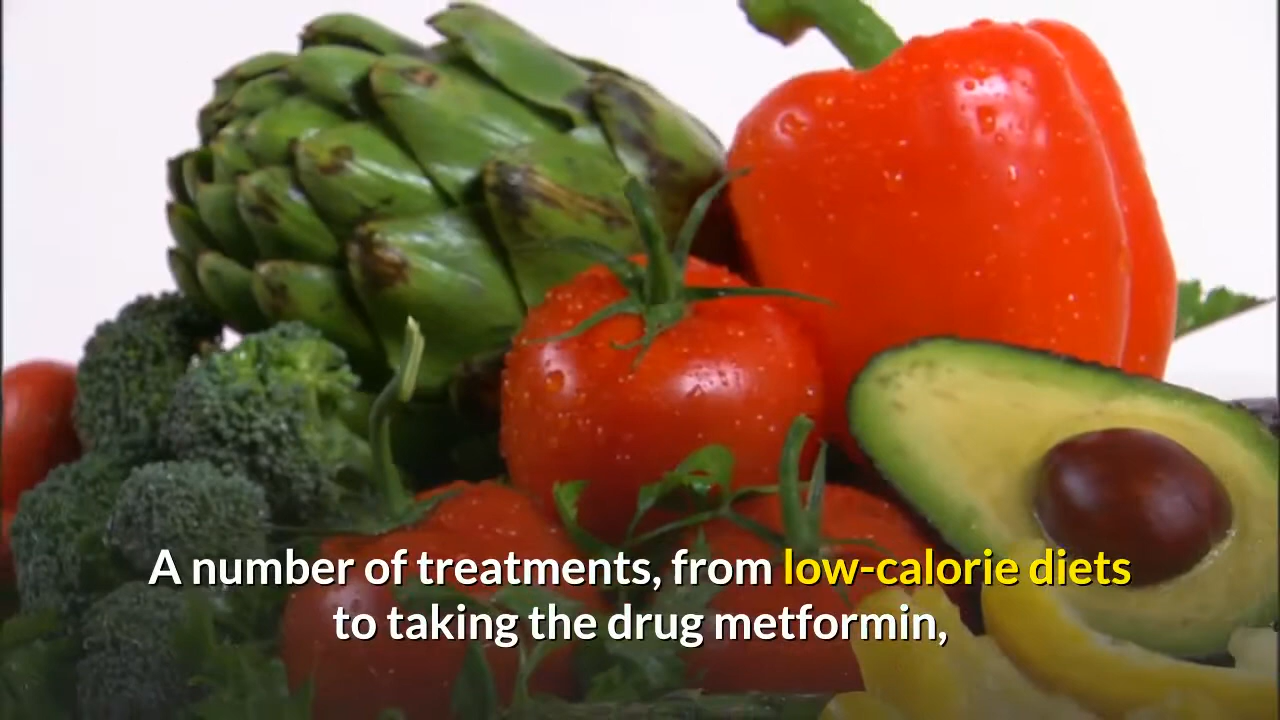 A number of treatments, from low-calorie diets
to taking the drug metformin,